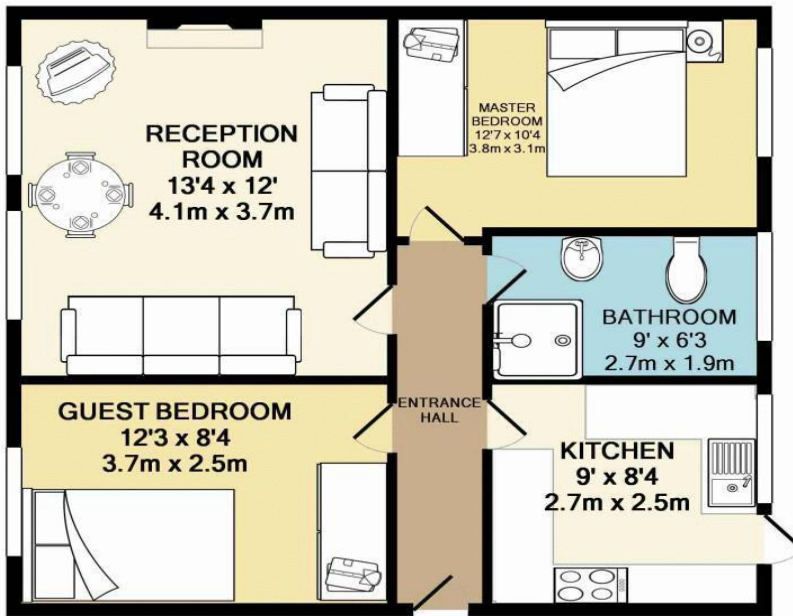 RECEPTION
ROOM
13'4 x 12'
4.1m x 3.7m
MASTER
BEDROOM
12'7 x 10'4
3.8m x 3.1m
BATHROOM
9' x 6'3
2.7m x 1.9m
GUEST BEDROOM
12'3 x 8'4
3.7m x 2.5m
ENTRANCE
HALL
KITCHEN
9' x 8'4
2.7m x 2.5m